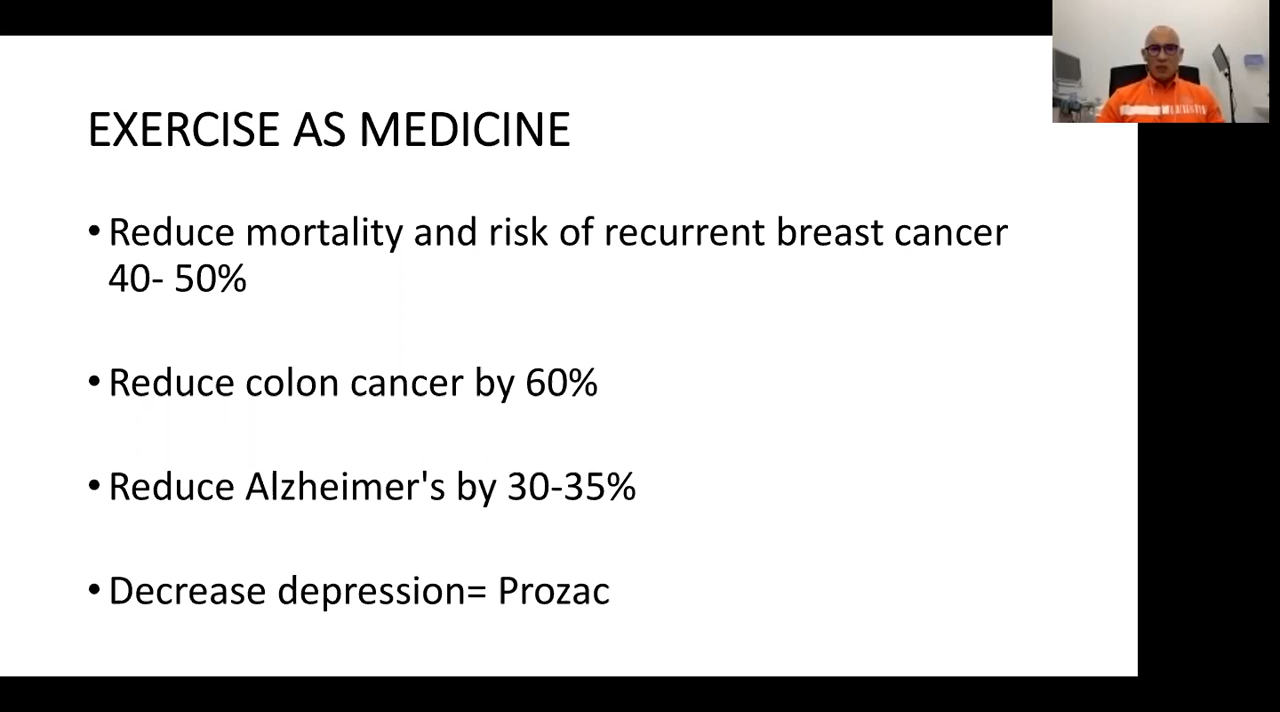 EXERCISE AS MEDICINE
•Reduce mortality and risk of recurrent breast cancer
40- 50%
•Reduce colon cancer by 60%
•Reduce Alzheimer's by 30-35%
•Decrease depression= Prozac